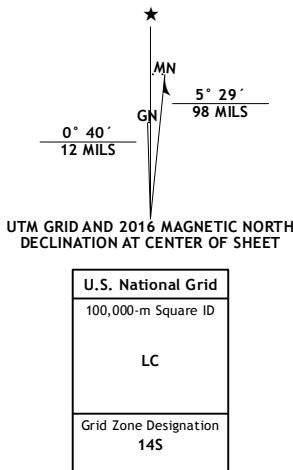 MN
GN
5° 29´
98 MILS
0° 40´
12 MILS
UTM GRID AND 2016 MAGNETIC NORTH
DECLINATION AT CENTER OF SHEET
U.S. National Grid
100,000-m Square ID
LC
Grid Zone Designation
14S